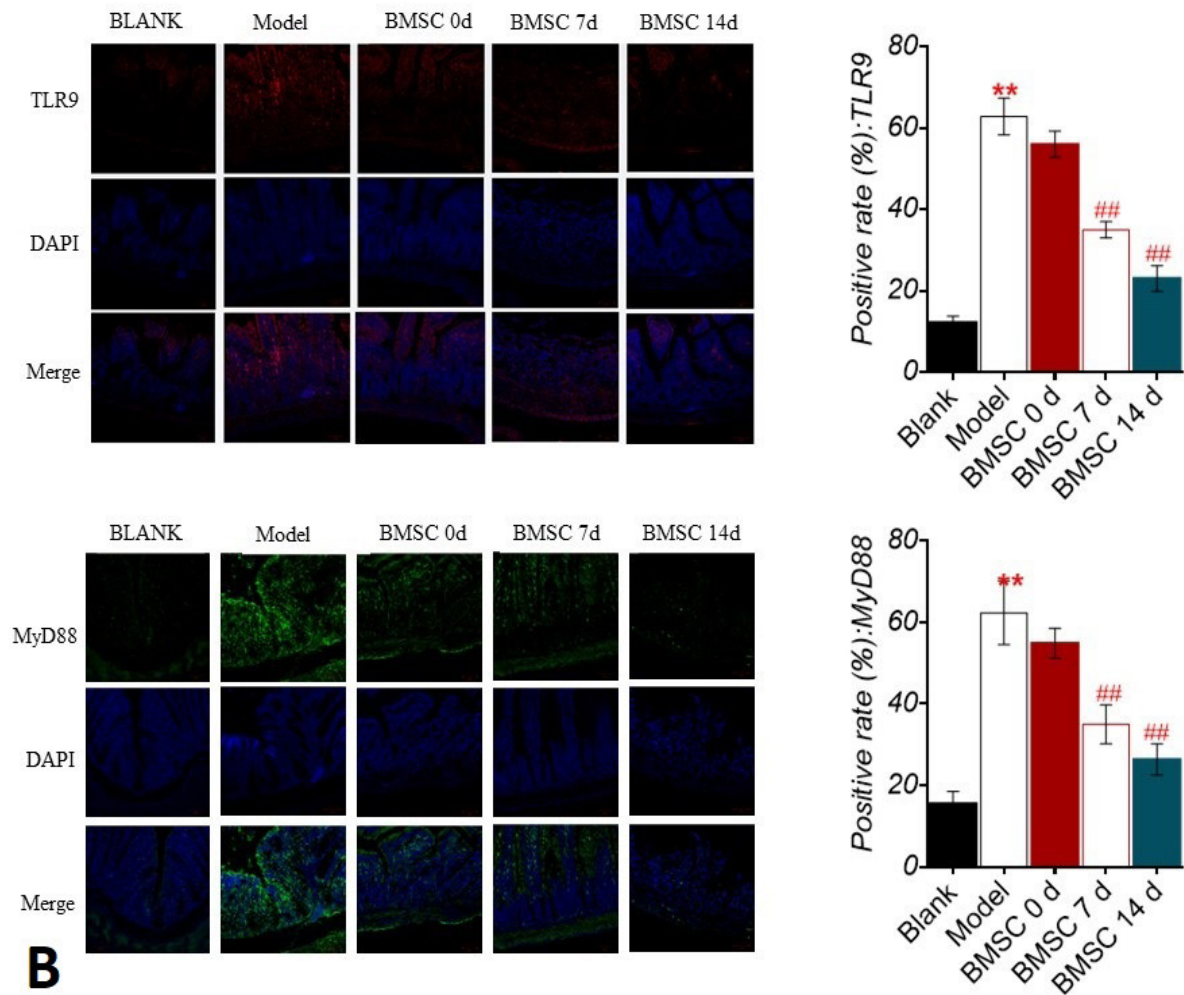 BLANK Model BMSC 0d BMSC 7d BMSC 14d
TLR9
DAPI
Merge
Positive rate (%):TLR9
80
60
40
20
0
**
##
##
Blank
Model
BMSC 0 d
BMSC 7 d
BMSC 14 d
BLANK Model BMSC 0d BMSC 7d BMSC 14d
MyD88
DAPI
Merge
Positive rate (%):MyD88
80
60
40
20
0
**
##
##
Blank
Model
BMSC 0 d
BMSC 7 d
BMSC 14 d
B